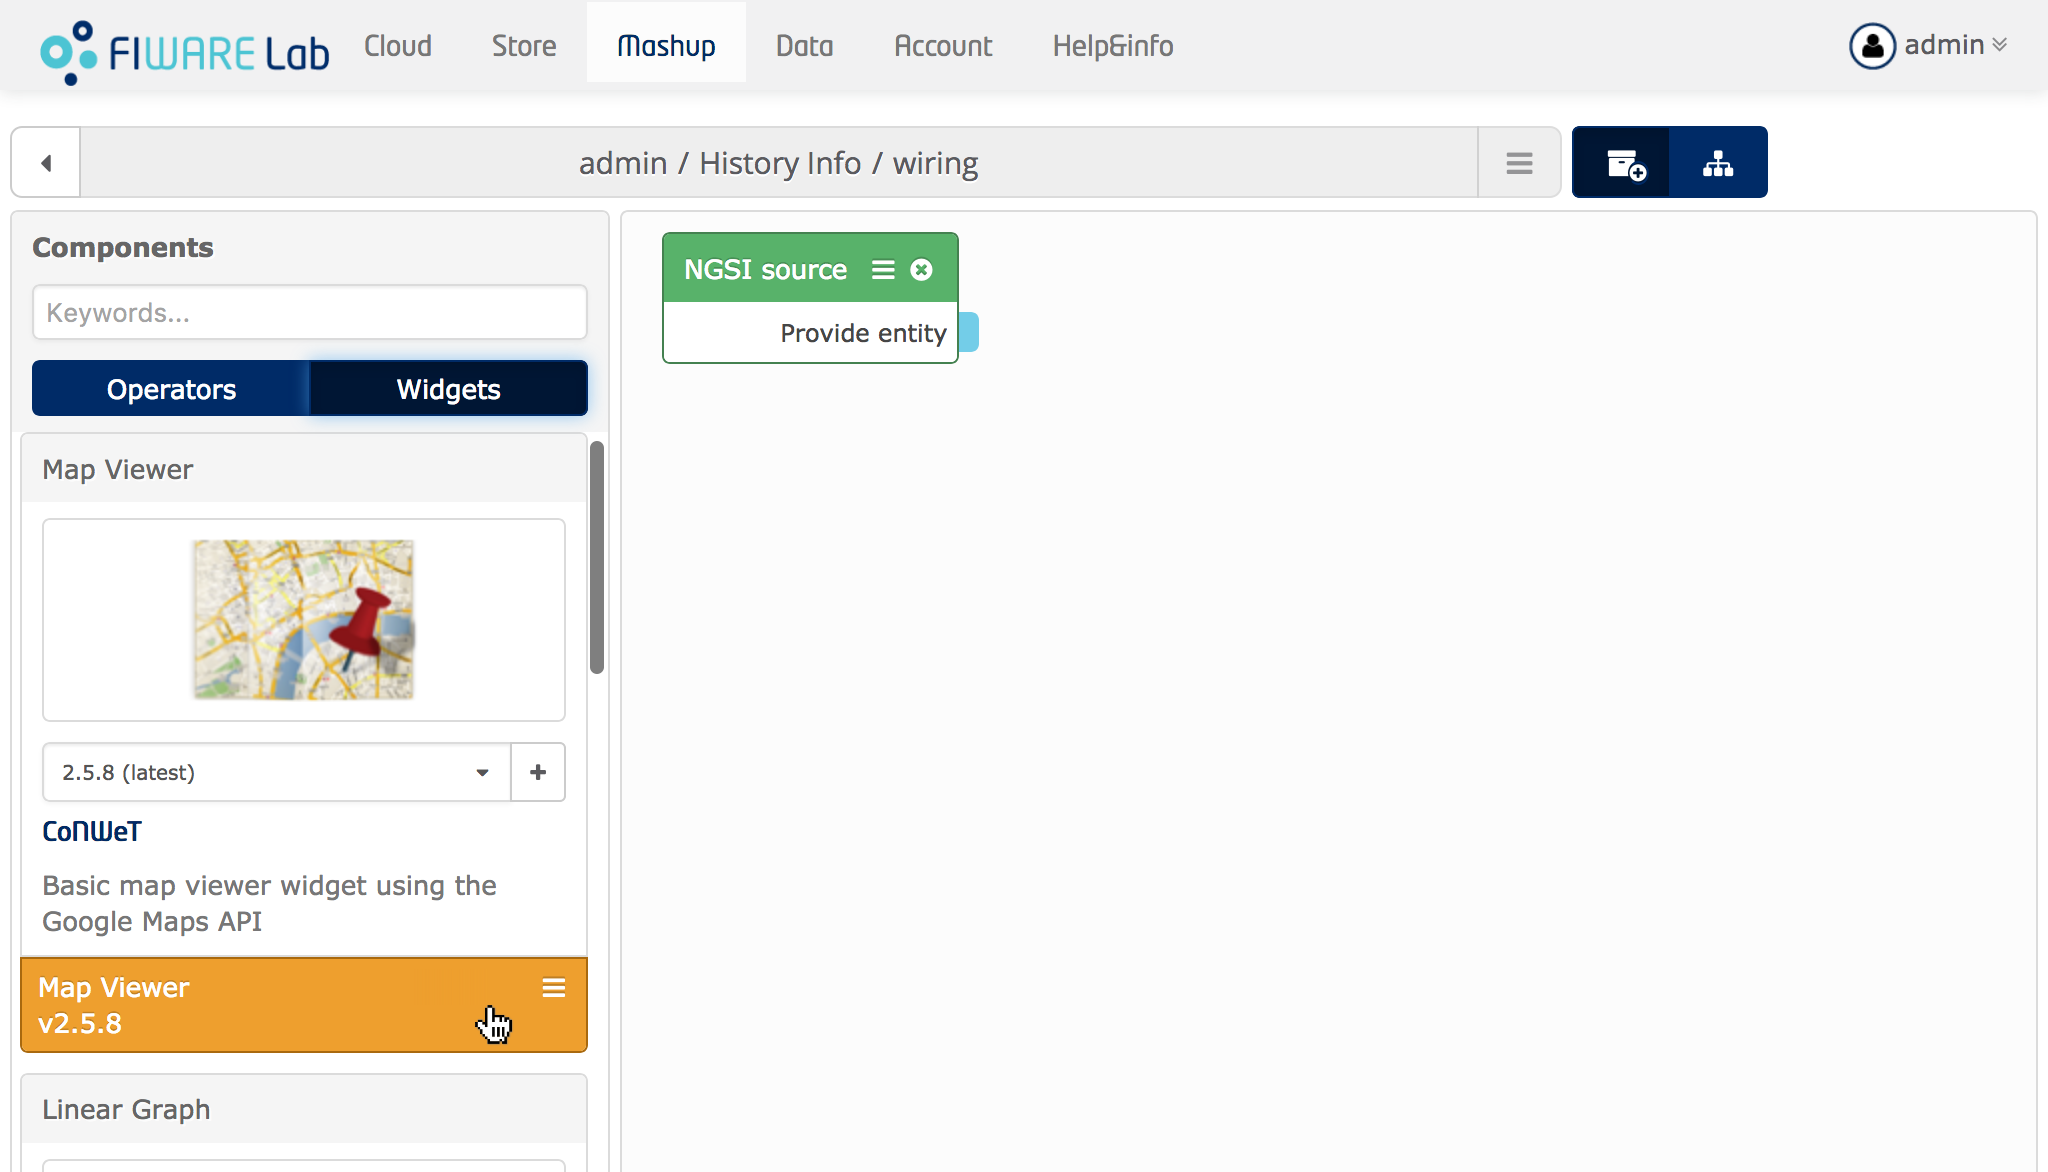 FIWARE Lab
Cloud
Store
Mashup
Data
Account
Help&info
admin
admin / History Info / wiring
Components
Keywords...
Operators
Widgets
Map Viewer
2.5.8 (latest)
CoNWeT
Basic map viewer widget using the
Google Maps API
Map Viewer
v2.5.8
Linear Graph
NGSI source
Provide entity